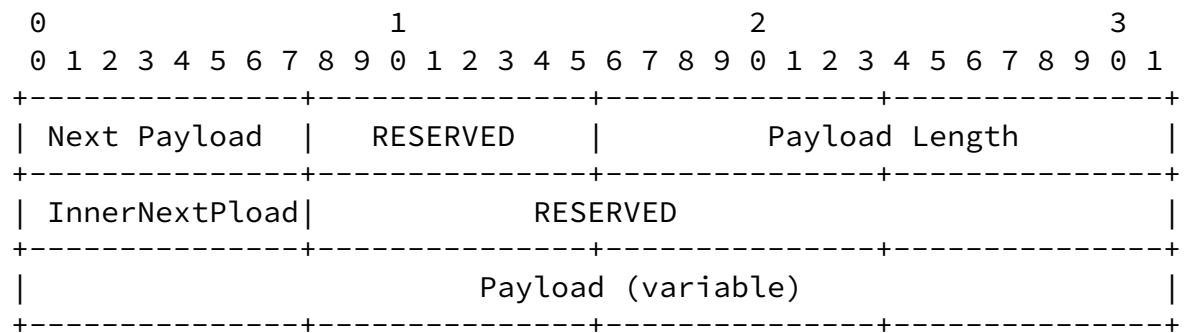 0                   1                   2                   3
 0 1 2 3 4 5 6 7 8 9 0 1 2 3 4 5 6 7 8 9 0 1 2 3 4 5 6 7 8 9 0 1
+---------------+---------------+---------------+---------------+
| Next Payload  |   RESERVED    |         Payload Length        |
+---------------+---------------+---------------+---------------+
| InnerNextPload|            RESERVED                           |
+---------------+---------------+---------------+---------------+
|                         Payload (variable)                    |
+---------------+---------------+---------------+---------------+